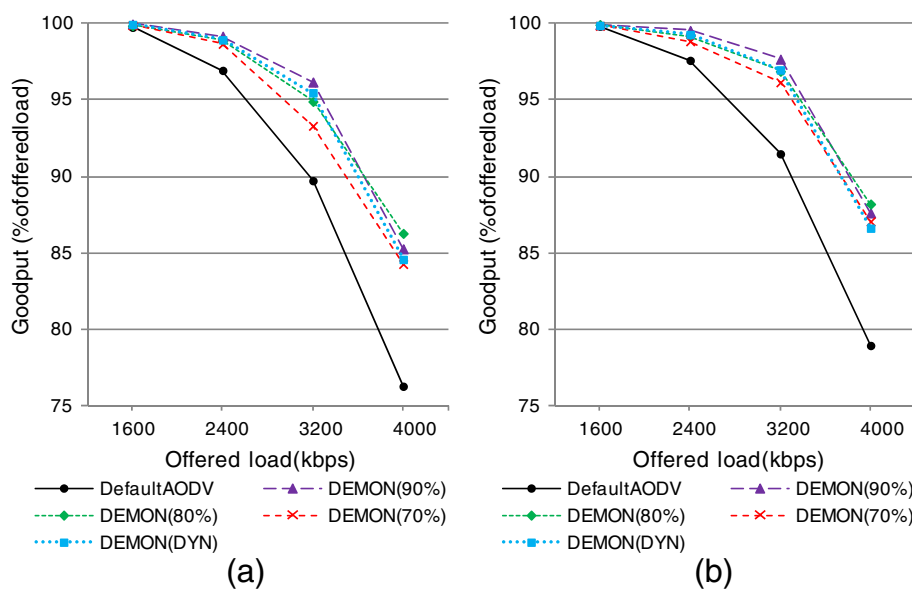 100
95
90
85
80
75
Goodput (%ofofferedload)
1600 2400 3200 4000
Offered load(kbps)
DefaultAODV DEMON(90%)
DEMON(80%) DEMON(70%)
DEMON(DYN)
(a)
100
95
90
85
80
75
Goodput (%ofofferedload)
1600 2400 3200 4000
Offered load(kbps)
DefaultAODV DEMON(90%)
DEMON(80%) DEMON(70%)
DEMON(DYN)
(b)